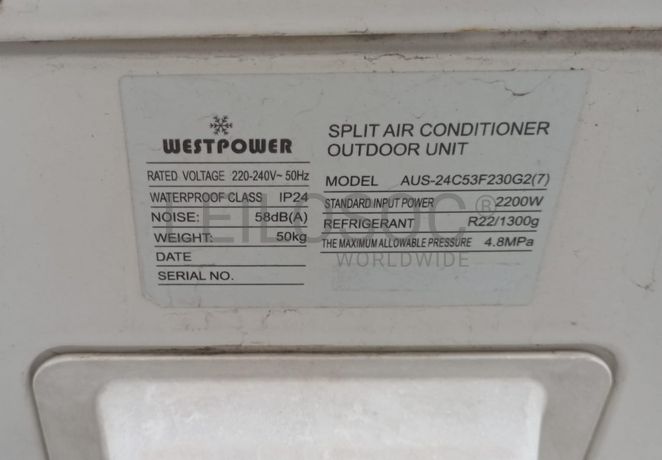 WESTPOWER
RATED VOLTAGE 220-240V~ 50Hz
WATERPROOF CLASS IP24
NOISE: 58dB(A)
WEIGHT: 50kg
DATE
SERIAL NO.
SPLIT AIR CONDITIONER
OUTDOOR UNIT
MODEL AUS-24C53F230G2(7)
STANDARD INPUT POWER 2200W
REFRIGERANT R22/1300g
THE MAXIMUM ALLOWABLE PRESSURE 4.8MPa
LEILOSOC®
WORLDWIDE